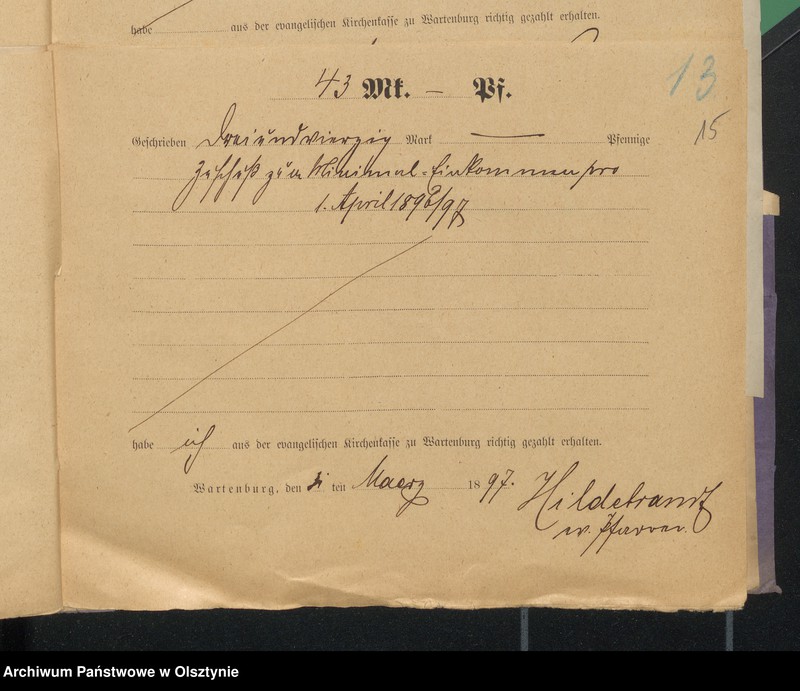 habe aus der evangelischen Kirchenkasse zu Wartenburg richtig gezahlt erhalten.
43 Mk. — Pf.
13
15
Geschrieben Dreiundvierzig Mark — Pfennige
Zuschuß zum Minimal-Einkommen pro
1. April 1896/97
habe ich aus der evangelischen Kirchenkasse zu Wartenburg richtig gezahlt erhalten.
Wartenburg, den ten Maerz 1897.
Hildebrandt
ev. Pfarrer.
Archiwum Państwowe w Olsztynie